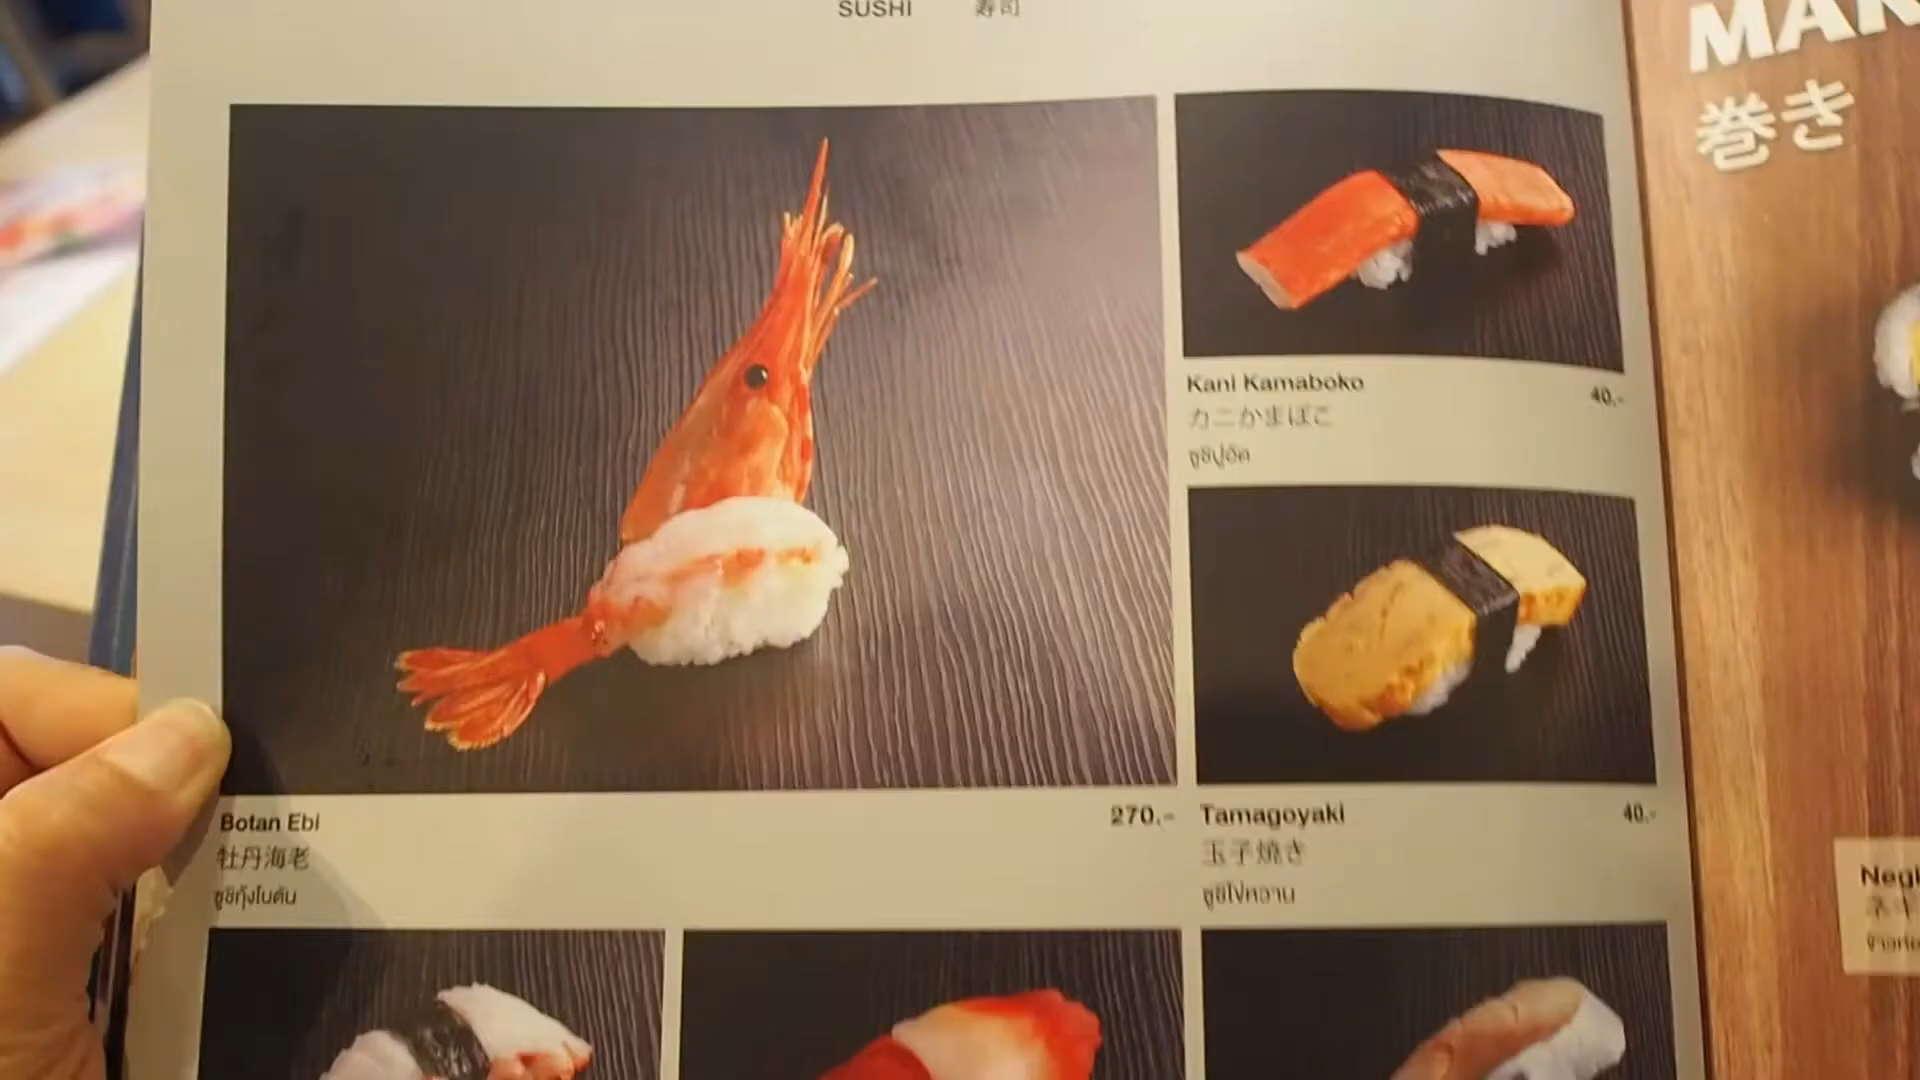 SUSHI 寿司
Botan Ebi 270.-
牡丹海老
ซูชิกุ้งโบตัน
Kani Kamaboko 40.-
カニかまぼこ
ซูชิปูอัด
Tamagoyaki 40.-
玉子焼き
ซูชิไข่หวาน
巻き